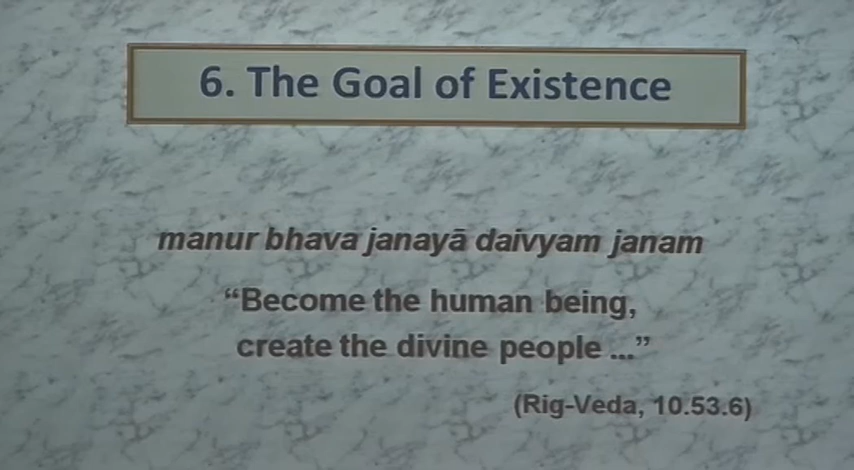 6. The Goal of Existence
manur bhava janayā daivyam janam
“Become the human being,
create the divine people ...”
(Rig-Veda, 10.53.6)